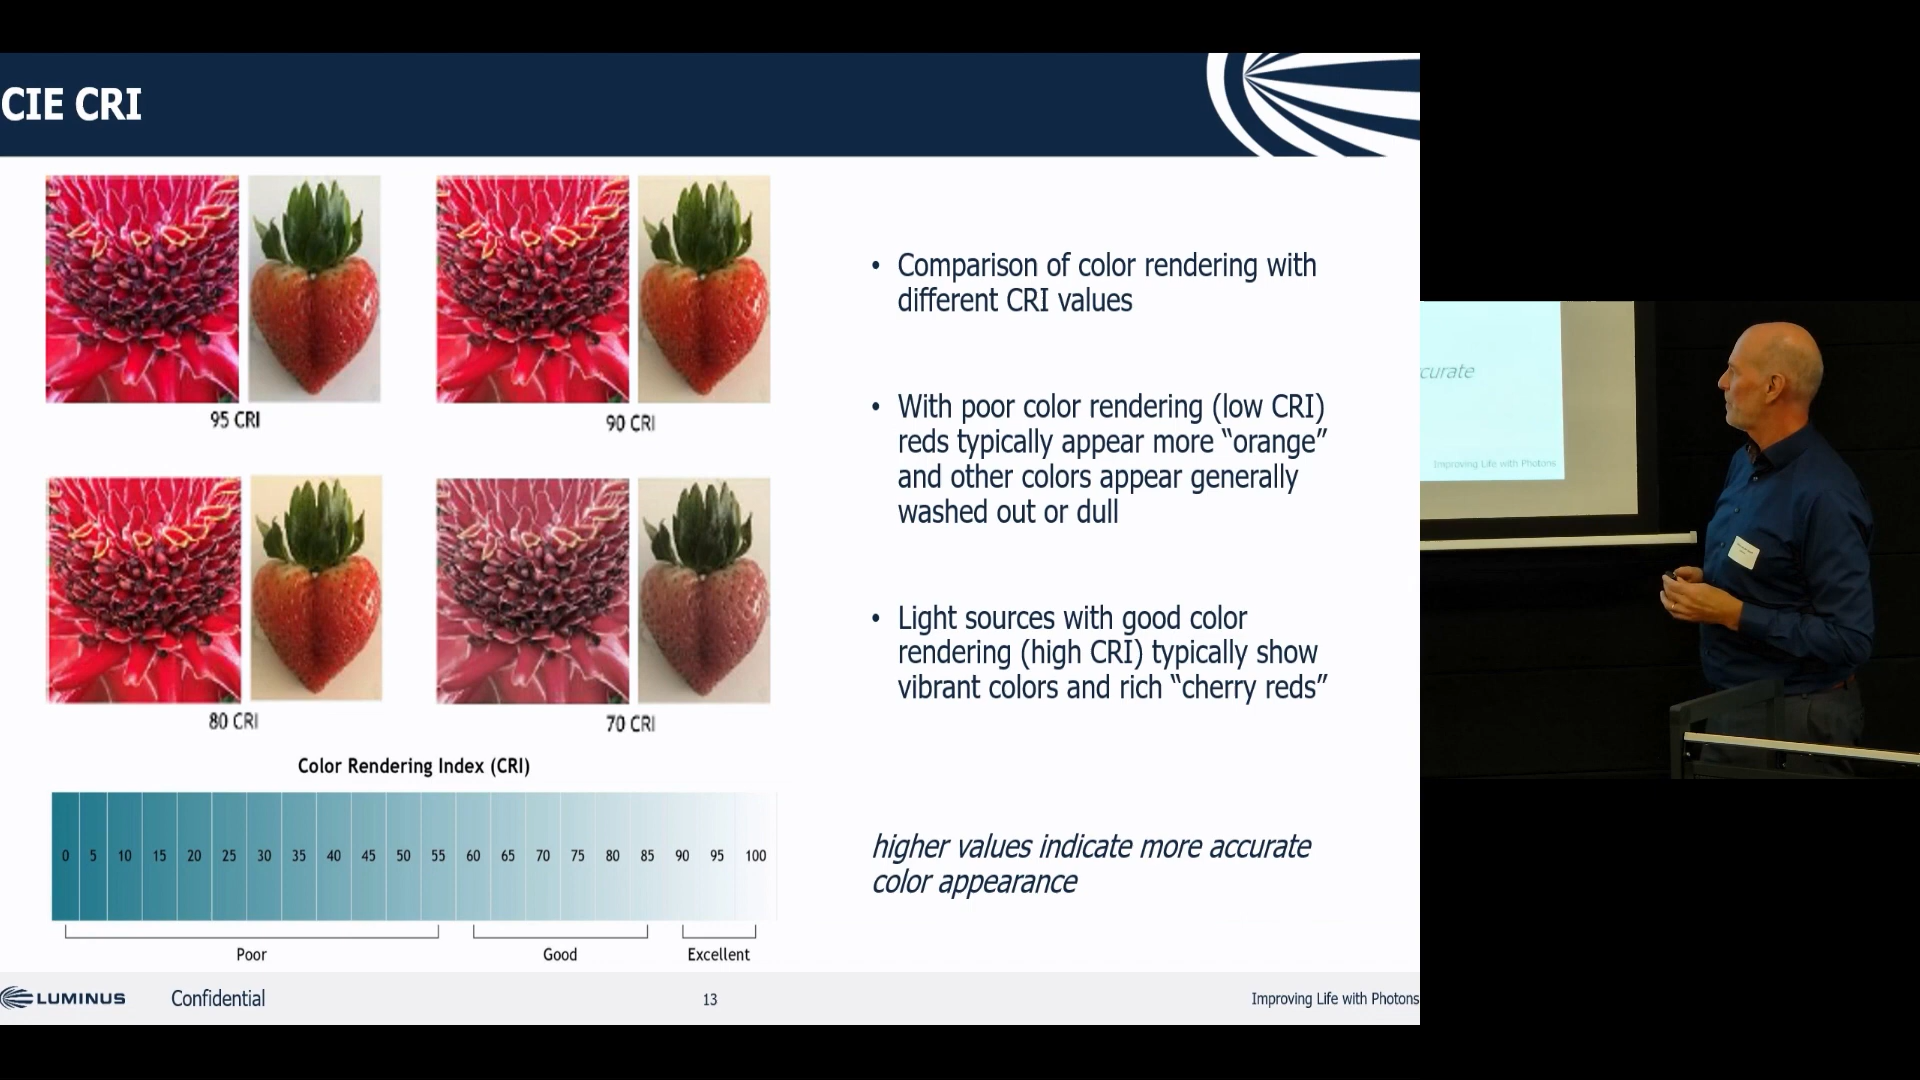 CIE CRI
95 CRI
90 CRI
80 CRI
70 CRI
Color Rendering Index (CRI)
0 5 10 15 20 25 30 35 40 45 50 55 60 65 70 75 80 85 90 95 100
Poor
Good
Excellent
• Comparison of color rendering with
different CRI values
• With poor color rendering (low CRI)
reds typically appear more “orange”
and other colors appear generally
washed out or dull
• Light sources with good color
rendering (high CRI) typically show
vibrant colors and rich “cherry reds”
higher values indicate more accurate
color appearance
LUMINUS
Confidential
13
Improving Life with Photons
curate
Improving Life with Photons